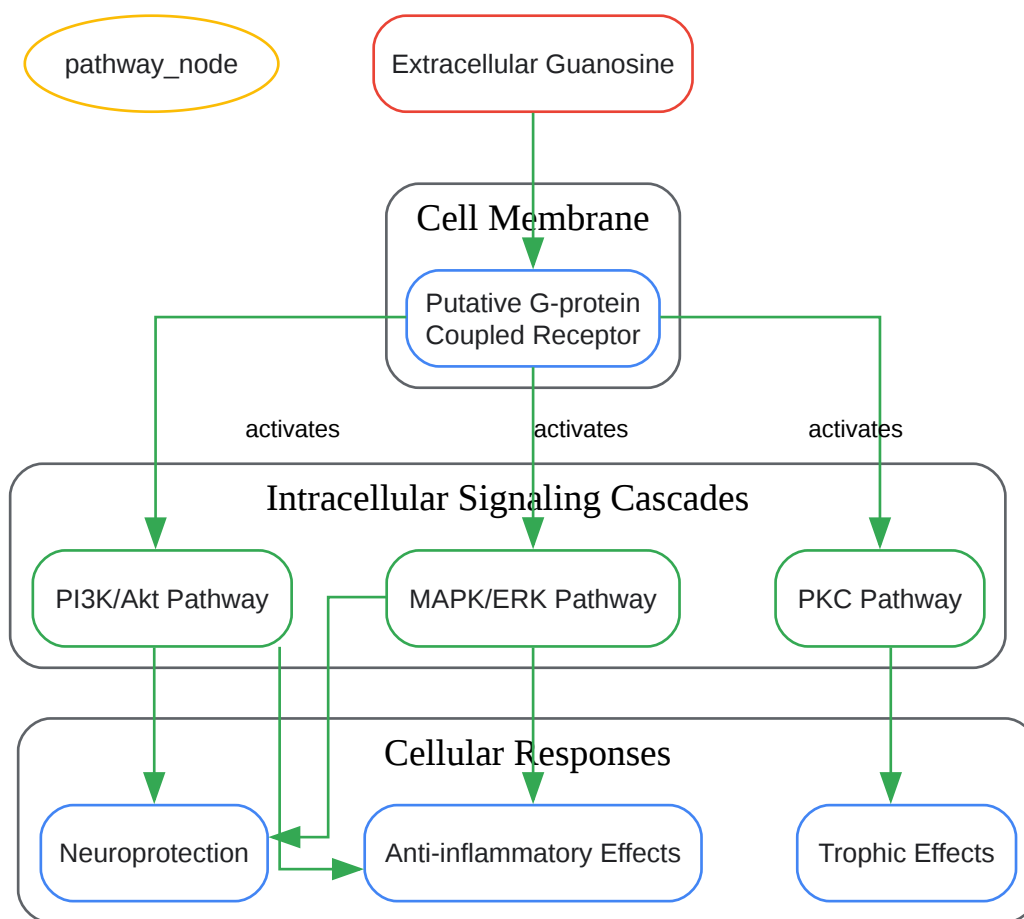 pathway_node
Extracellular Guanosine
Cell Membrane
Putative G-protein
Coupled Receptor
activates
activates
activates
Intracellular Signaling Cascades
PI3K/Akt Pathway
MAPK/ERK Pathway
PKC Pathway
Cellular Responses
Neuroprotection
Anti-inflammatory Effects
Trophic Effects